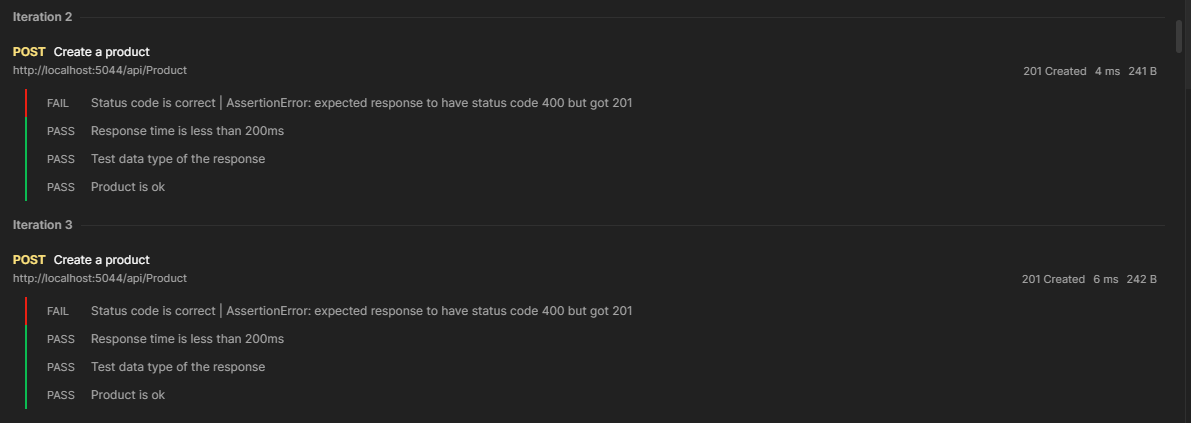 Iteration 2
POST Create a product
http://localhost:5044/api/Product
201 Created 4 ms 241 B
FAIL Status code is correct | AssertionError: expected response to have status code 400 but got 201
PASS Response time is less than 200ms
PASS Test data type of the response
PASS Product is ok
Iteration 3
POST Create a product
http://localhost:5044/api/Product
201 Created 6 ms 242 B
FAIL Status code is correct | AssertionError: expected response to have status code 400 but got 201
PASS Response time is less than 200ms
PASS Test data type of the response
PASS Product is ok